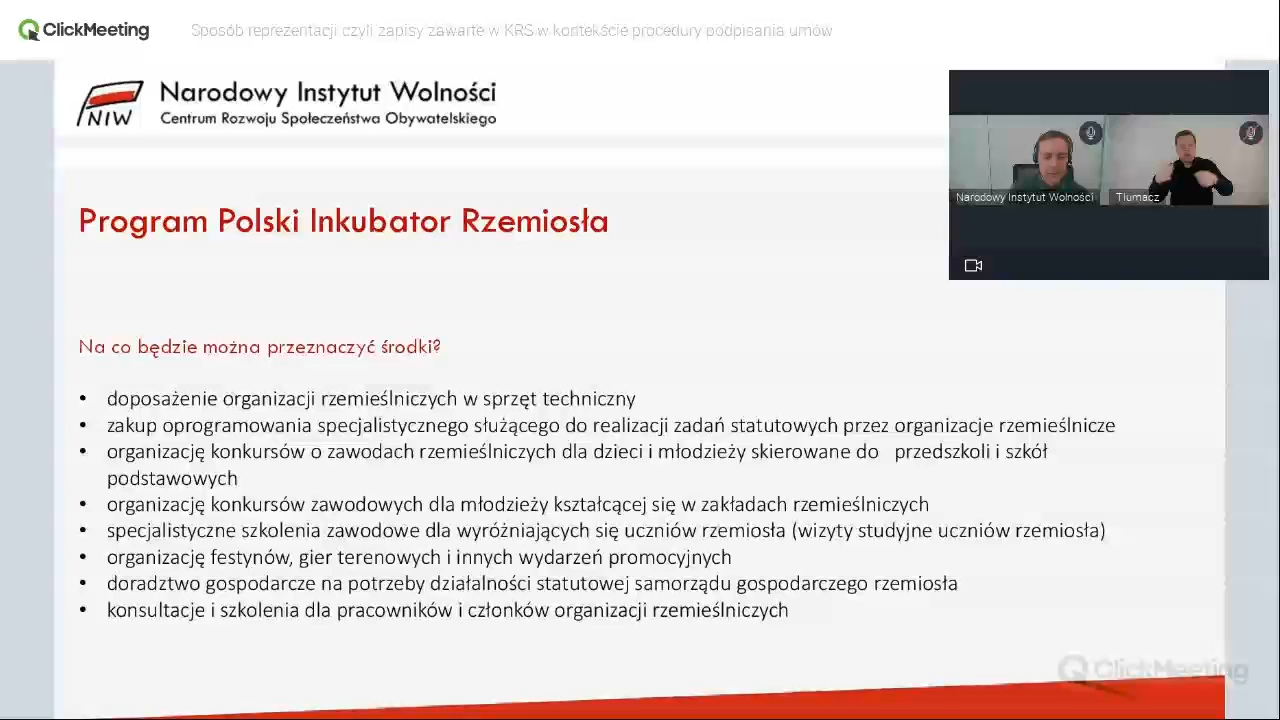 ClickMeeting
Sposób reprezentacji czyli zapisy zawarte w KRS w kontekście procedury podpisania umów
NIW
Narodowy Instytut Wolności
Centrum Rozwoju Społeczeństwa Obywatelskiego
Narodowy Instytut Wolności
Tłumacz
Program Polski Inkubator Rzemiosła
Na co będzie można przeznaczyć środki?
• doposażenie organizacji rzemieślniczych w sprzęt techniczny
• zakup oprogramowania specjalistycznego służącego do realizacji zadań statutowych przez organizacje rzemieślnicze
• organizację konkursów o zawodach rzemieślniczych dla dzieci i młodzieży skierowane do przedszkoli i szkół
podstawowych
• organizację konkursów zawodowych dla młodzieży kształcącej się w zakładach rzemieślniczych
• specjalistyczne szkolenia zawodowe dla wyróżniających się uczniów rzemiosła (wizyty studyjne uczniów rzemiosła)
• organizację festynów, gier terenowych i innych wydarzeń promocyjnych
• doradztwo gospodarcze na potrzeby działalności statutowej samorządu gospodarczego rzemiosła
• konsultacje i szkolenia dla pracowników i członków organizacji rzemieślniczych
ClickMeeting